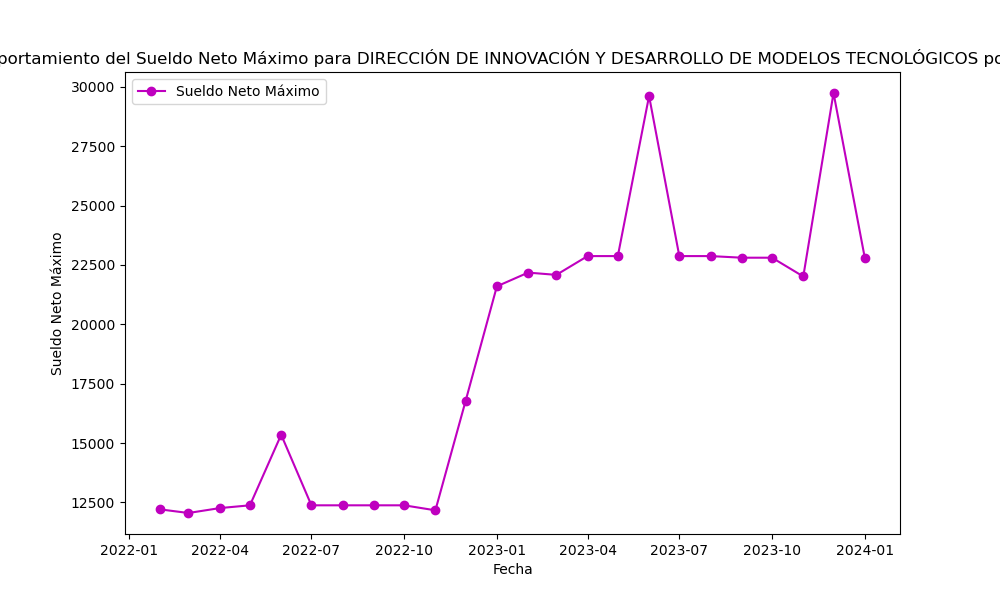 portamiento del Sueldo Neto Máximo para DIRECCIÓN DE INNOVACIÓN Y DESARROLLO DE MODELOS TECNOLÓGICOS po
Sueldo Neto Máximo
30000
27500
25000
22500
20000
17500
15000
12500
Sueldo Neto Máximo
2022-01 2022-04 2022-07 2022-10 2023-01 2023-04 2023-07 2023-10 2024-01
Fecha